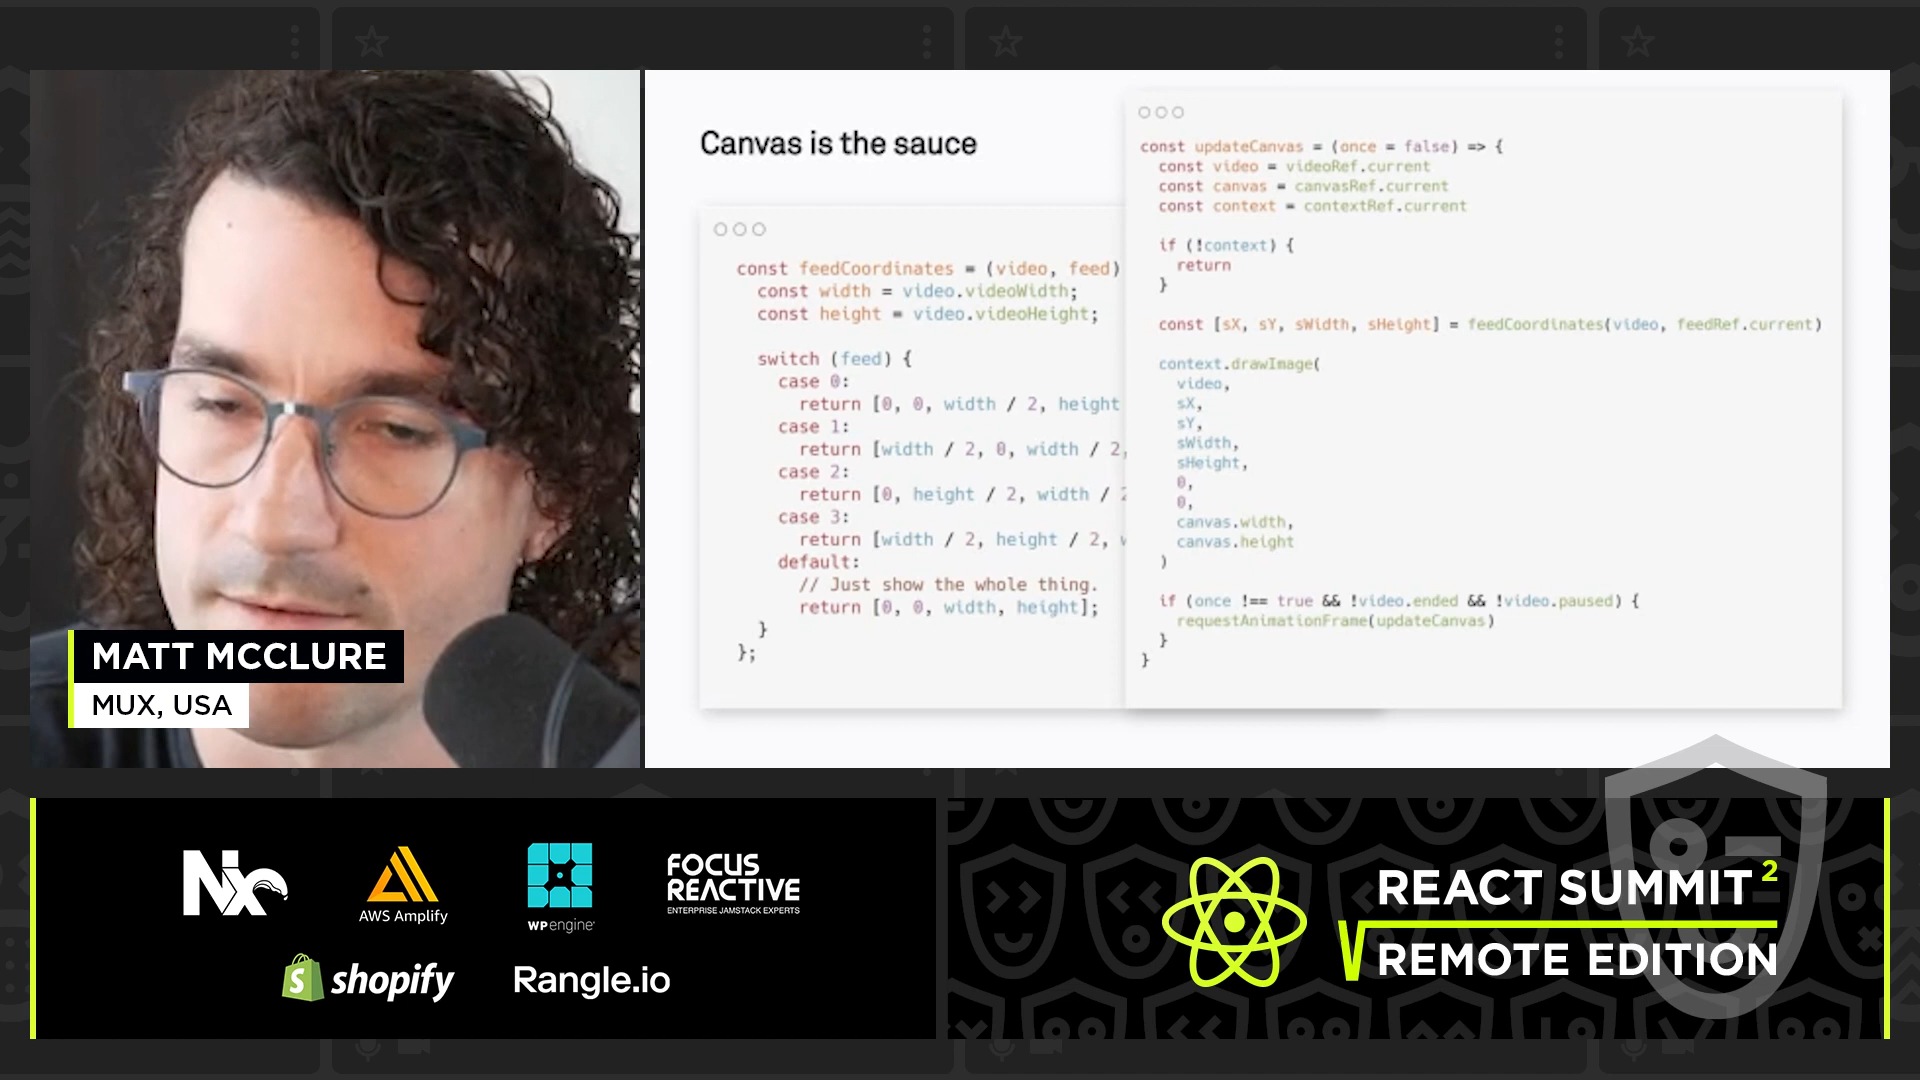 Canvas is the sauce
const feedCoordinates = (video, feed)
const width = video.videoWidth;
const height = video.videoHeight;
switch (feed) {
case 0:
return [0, 0, width / 2, height
case 1:
return [width / 2, 0, width / 2,
case 2:
return [0, height / 2, width / 2
case 3:
return [width / 2, height / 2,
default:
// Just show the whole thing.
return [0, 0, width, height];
}
};
const updateCanvas = (once = false) => {
const video = videoRef.current
const canvas = canvasRef.current
const context = contextRef.current
if (!context) {
return
}
const [sX, sY, sWidth, sHeight] = feedCoordinates(video, feedRef.current)
context.drawImage(
video,
sX,
sY,
sWidth,
sHeight,
0,
0,
canvas.width,
canvas.height
)
if (once !== true && !video.ended && !video.paused) {
requestAnimationFrame(updateCanvas)
}
}
MATT MCCLURE
MUX, USA
Nx
AWS Amplify
WP engine
FOCUS
REACTIVE
ENTERPRISE JAMSTACK EXPERTS
shopify
Rangle.io
REACT SUMMIT 2
REMOTE EDITION